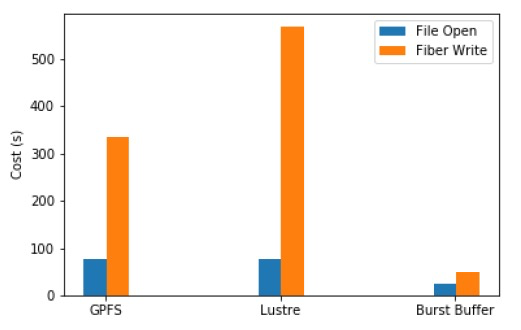 File Open
Fiber Write
Cost (s)
500
400
300
200
100
0
GPFS
Lustre
Burst Buffer